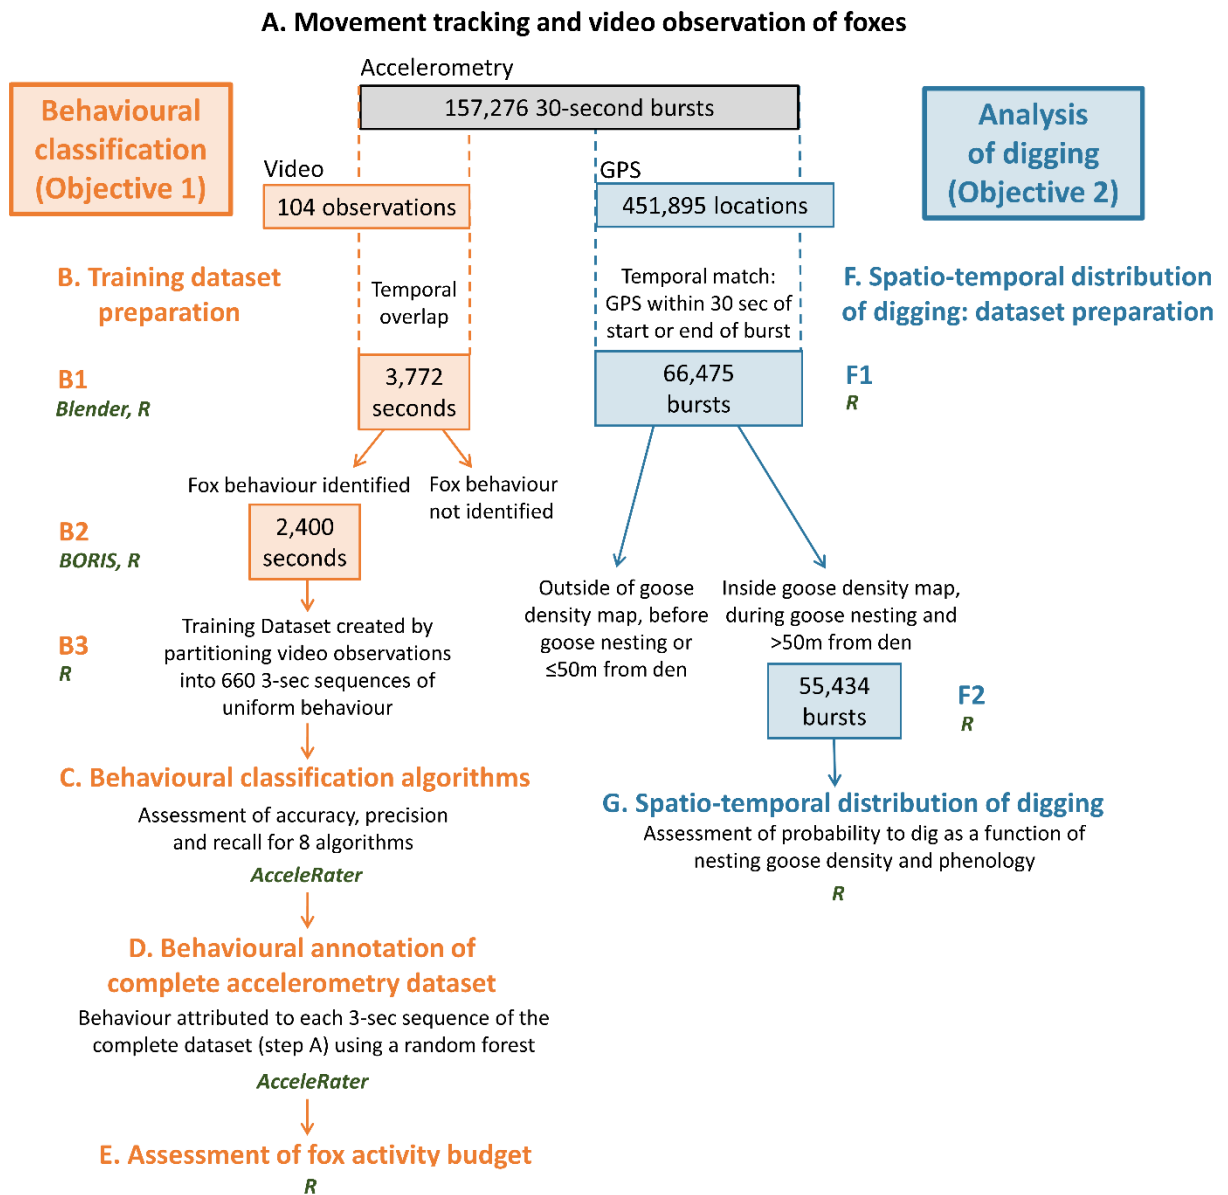 A. Movement tracking and video observation of foxes
Accelerometry
157,276 30-second bursts
Behavioural
classification
(Objective 1)
Analysis
of digging
(Objective 2)
Video
104 observations
GPS
451,895 locations
B. Training dataset
preparation
Temporal
overlap
Temporal match:
GPS within 30 sec of
start or end of burst
F. Spatio-temporal distribution
of digging: dataset preparation
B1
Blender, R
3,772
seconds
66,475
bursts
F1
R
Fox behaviour identified
Fox behaviour
not identified
B2
BORIS, R
2,400
seconds
Outside of goose
density map, before
goose nesting or
≤50m from den
Inside goose density map,
during goose nesting and
>50m from den
B3
R
Training Dataset created by
partitioning video observations
into 660 3-sec sequences of
uniform behaviour
55,434
bursts
F2
R
C. Behavioural classification algorithms
Assessment of accuracy, precision
and recall for 8 algorithms
AcceleRater
G. Spatio-temporal distribution of digging
Assessment of probability to dig as a function of
nesting goose density and phenology
R
D. Behavioural annotation of
complete accelerometry dataset
Behaviour attributed to each 3-sec sequence of the
complete dataset (step A) using a random forest
AcceleRater
E. Assessment of fox activity budget
R